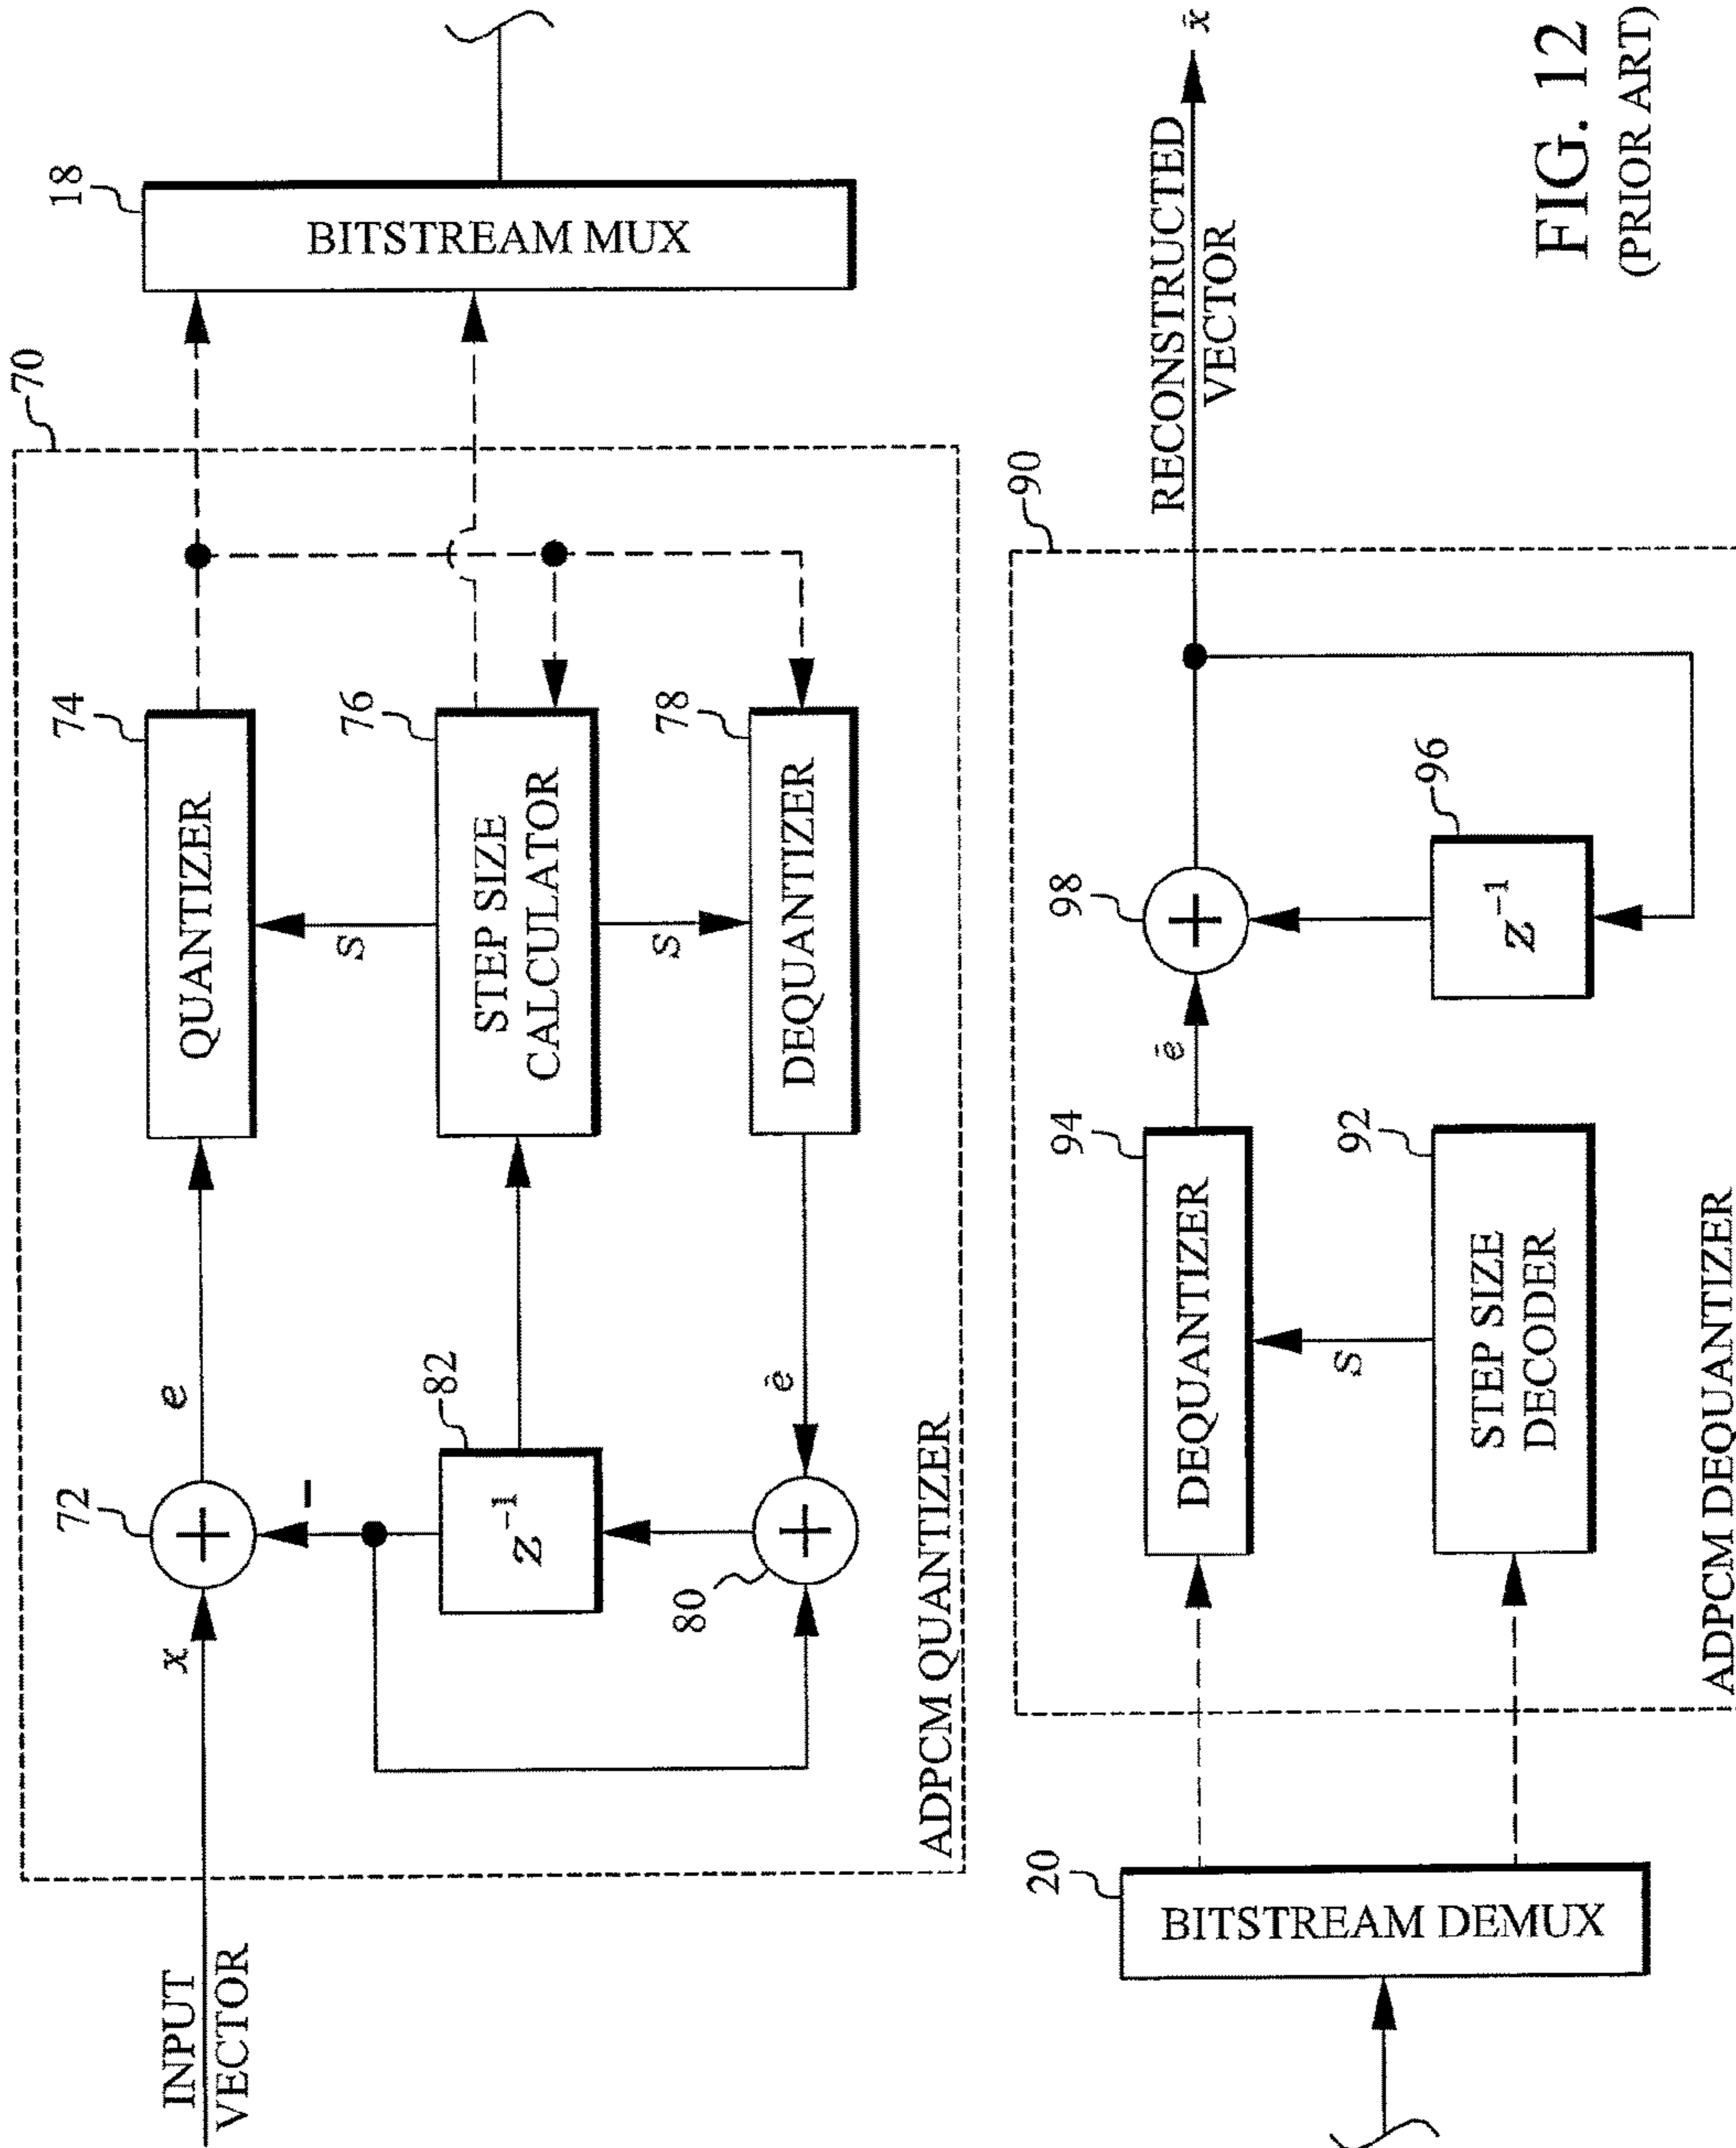 INPUT
VECTOR
x
72
e
74
QUANTIZER
70
18
BITSTREAM MUX
−
S
82
z⁻¹
76
STEP SIZE
CALCULATOR
S
80
ē
78
DEQUANTIZER
ADPCM QUANTIZER
20
BITSTREAM DEMUX
94
DEQUANTIZER
ē
98
90
RECONSTRUCTED
VECTOR
x̄
S
92
STEP SIZE
DECODER
96
z⁻¹
ADPCM DEQUANTIZER
FIG. 12
(PRIOR ART)